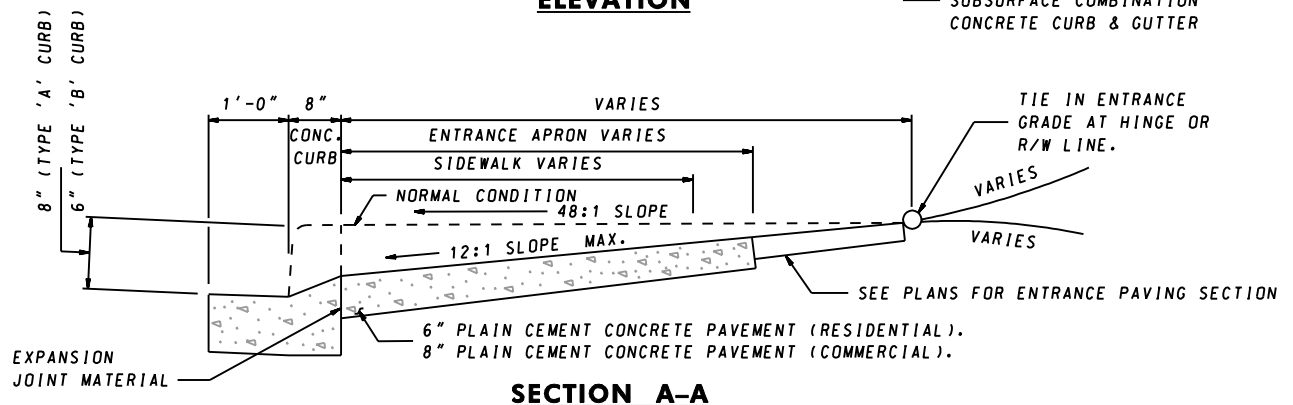 ELEVATION
SUBSURFACE COMBINATION
CONCRETE CURB & GUTTER
8" (TYPE 'A' CURB)
6" (TYPE 'B' CURB)
1'-0"
8"
VARIES
TIE IN ENTRANCE
GRADE AT HINGE OR
R/W LINE.
CONC.
CURB
ENTRANCE APRON VARIES
SIDEWALK VARIES
NORMAL CONDITION
48:1 SLOPE
VARIES
VARIES
12:1 SLOPE MAX.
SEE PLANS FOR ENTRANCE PAVING SECTION
6" PLAIN CEMENT CONCRETE PAVEMENT (RESIDENTIAL).
8" PLAIN CEMENT CONCRETE PAVEMENT (COMMERCIAL).
EXPANSION
JOINT MATERIAL
SECTION A-A